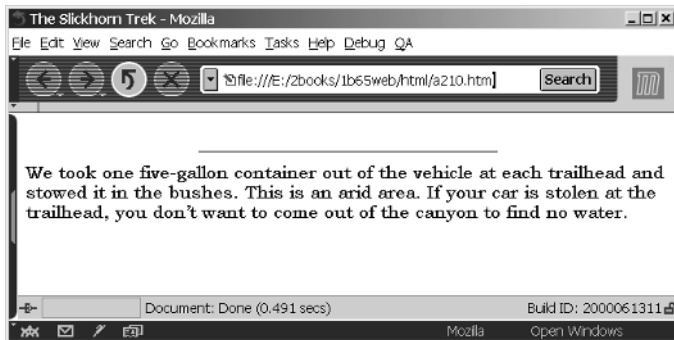 The Slickhorn Trek - Mozilla
File Edit View Search Go Bookmarks Tasks Help Debug QA
file:///E:/2books/1b65web/html/a210.htm Search
We took one five-gallon container out of the vehicle at each trailhead and
stowed it in the bushes. This is an arid area. If your car is stolen at the
trailhead, you don't want to come out of the canyon to find no water.
Document: Done (0.491 secs) Build ID: 2000061311
Mozilla Open Windows